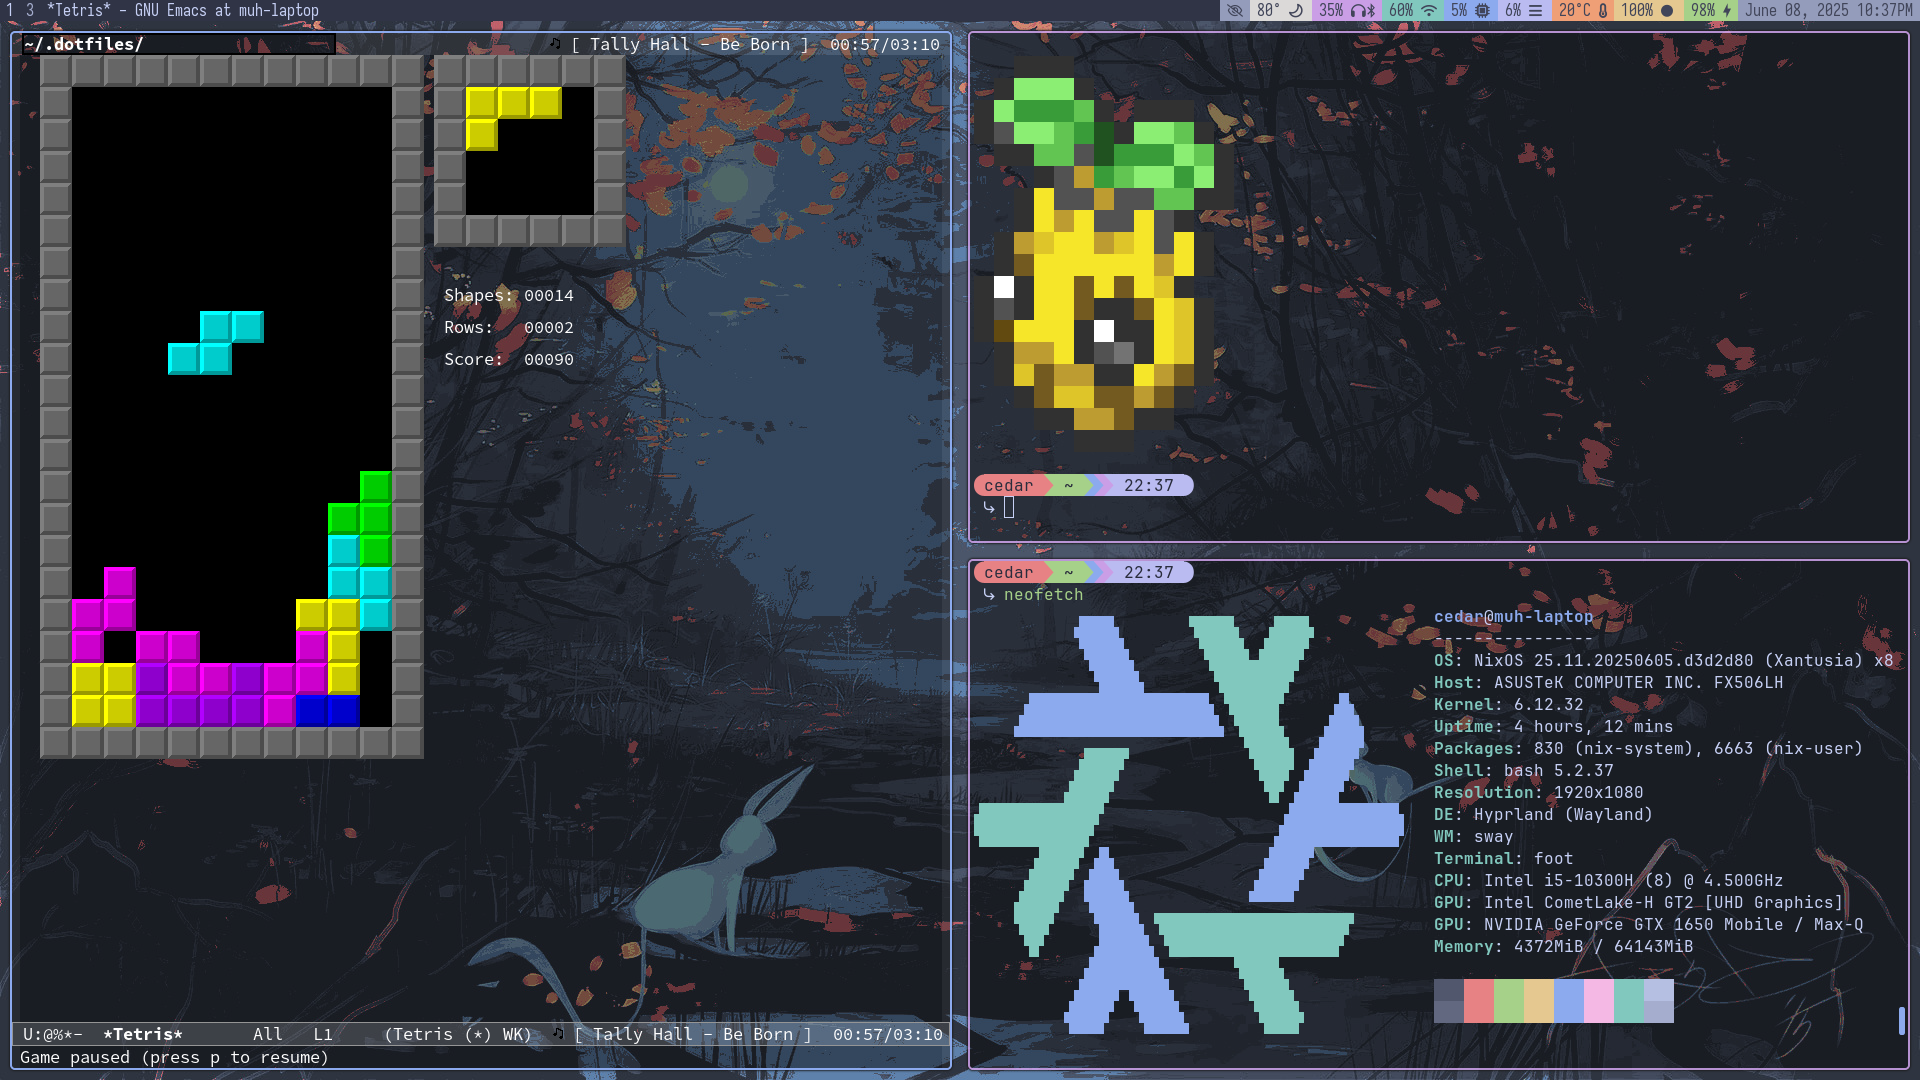 1 3 *Tetris* – GNU Emacs at muh-laptop
80° 35% 60% 5% 6% 20°C 100% 98% June 08, 2025 10:37PM
~/.dotfiles/ [ Tally Hall – Be Born ] 00:57/03:10
Shapes: 00014
Rows: 00002
Score: 00090
U:@%*– *Tetris* All L1 (Tetris (*) WK) [ Tally Hall – Be Born ] 00:57/03:10
Game paused (press p to resume)
cedar ~ 22:37
cedar ~ 22:37
neofetch
cedar@muh-laptop
----------------
OS: NixOS 25.11.20250605.d3d2d80 (Xantusia) x8
Host: ASUSTeK COMPUTER INC. FX506LH
Kernel: 6.12.32
Uptime: 4 hours, 12 mins
Packages: 830 (nix-system), 6663 (nix-user)
Shell: bash 5.2.37
Resolution: 1920x1080
DE: Hyprland (Wayland)
WM: sway
Terminal: foot
CPU: Intel i5-10300H (8) @ 4.500GHz
GPU: Intel CometLake-H GT2 [UHD Graphics]
GPU: NVIDIA GeForce GTX 1650 Mobile / Max-Q
Memory: 4372MiB / 64143MiB